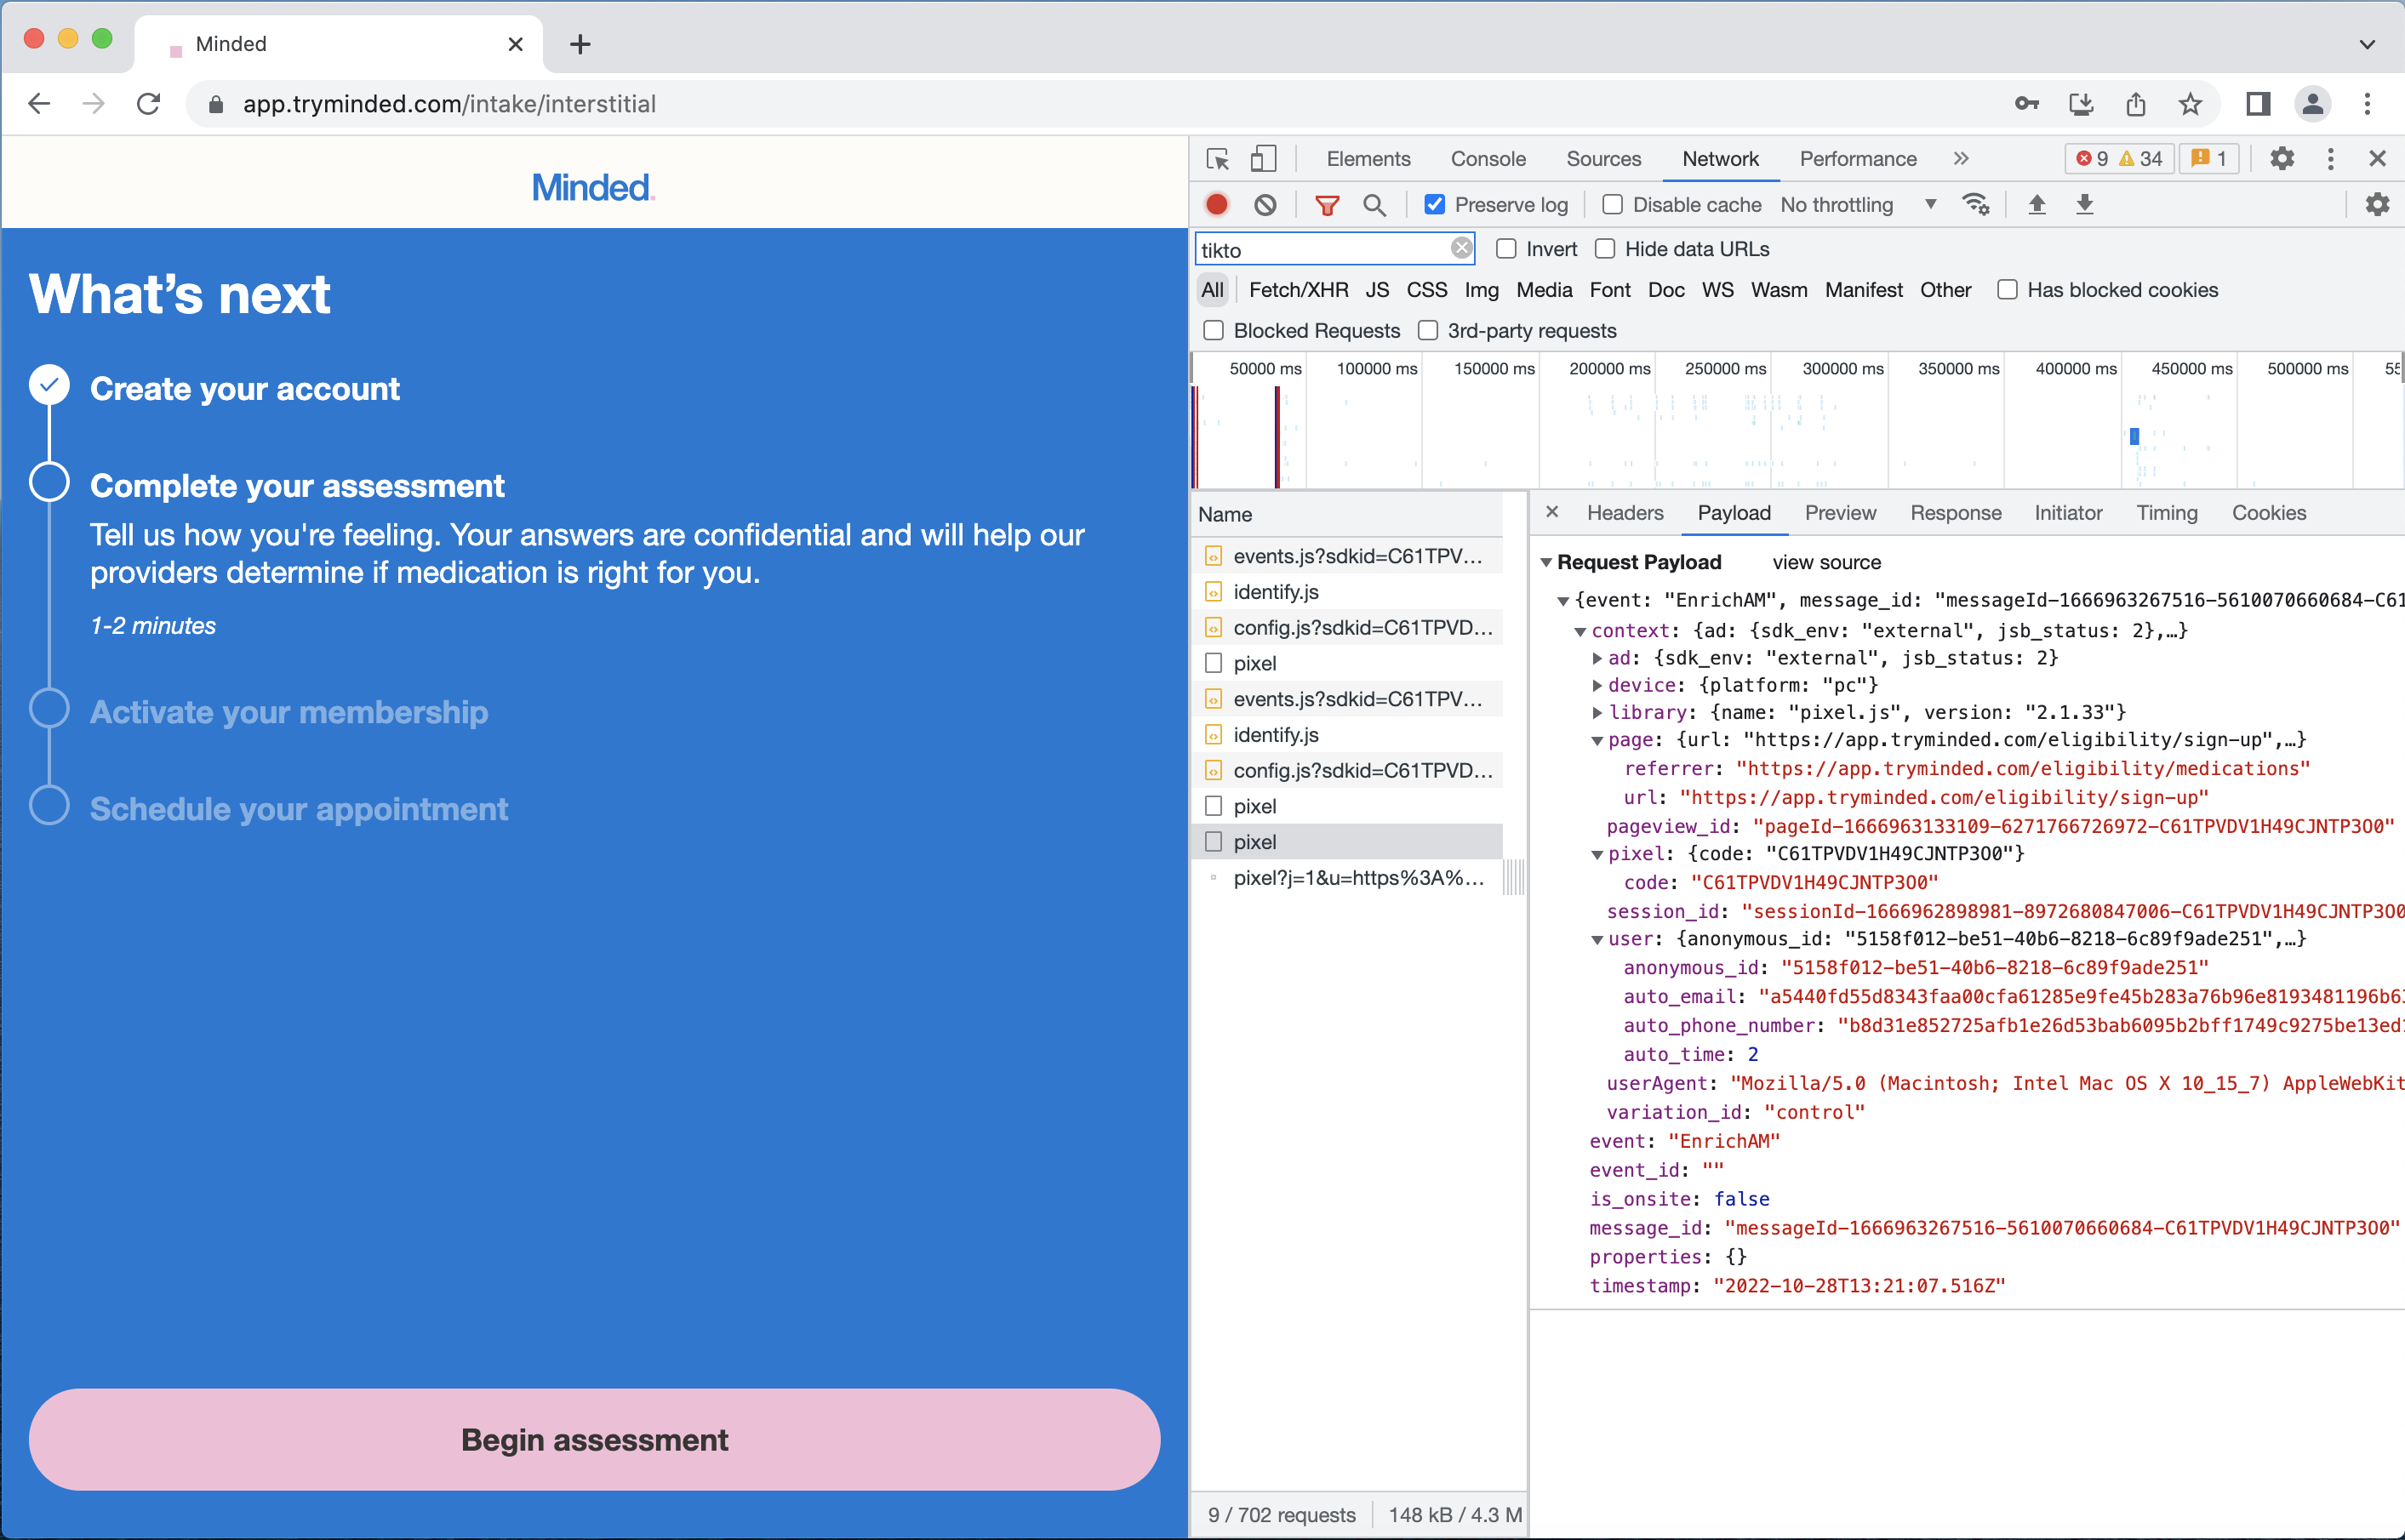 Minded
app.tryminded.com/intake/interstitial
Minded.
What's next
Create your account
Complete your assessment
Tell us how you're feeling. Your answers are confidential and will help our
providers determine if medication is right for you.
1-2 minutes
Activate your membership
Schedule your appointment
Begin assessment
Elements Console Sources Network Performance 9 34 1
Preserve log Disable cache No throttling
tikto Invert Hide data URLs
All Fetch/XHR JS CSS Img Media Font Doc WS Wasm Manifest Other Has blocked cookies
Blocked Requests 3rd-party requests
50000 ms 100000 ms 150000 ms 200000 ms 250000 ms 300000 ms 350000 ms 400000 ms 450000 ms 500000 ms
Name
events.js?sdkid=C61TPV...
identify.js
config.js?sdkid=C61TPVD...
pixel
events.js?sdkid=C61TPV...
identify.js
config.js?sdkid=C61TPVD...
pixel
pixel
pixel?j=1&u=https%3A%...
9 / 702 requests 148 kB / 4.3 M
Headers Payload Preview Response Initiator Timing Cookies
Request Payload view source
{event: "EnrichAM", message_id: "messageId-1666963267516-5610070660684-C61
context: {ad: {sdk_env: "external", jsb_status: 2},…}
ad: {sdk_env: "external", jsb_status: 2}
device: {platform: "pc"}
library: {name: "pixel.js", version: "2.1.33"}
page: {url: "https://app.tryminded.com/eligibility/sign-up",…}
referrer: "https://app.tryminded.com/eligibility/medications"
url: "https://app.tryminded.com/eligibility/sign-up"
pageview_id: "pageId-1666963133109-6271766726972-C61TPVDV1H49CJNTP3O0"
pixel: {code: "C61TPVDV1H49CJNTP3O0"}
code: "C61TPVDV1H49CJNTP3O0"
session_id: "sessionId-1666962898981-8972680847006-C61TPVDV1H49CJNTP3O0
user: {anonymous_id: "5158f012-be51-40b6-8218-6c89f9ade251",…}
anonymous_id: "5158f012-be51-40b6-8218-6c89f9ade251"
auto_email: "a5440fd55d8343faa00cfa61285e9fe45b283a76b96e8193481196b6
auto_phone_number: "b8d31e852725afb1e26d53bab6095b2bff1749c9275be13ed
auto_time: 2
userAgent: "Mozilla/5.0 (Macintosh; Intel Mac OS X 10_15_7) AppleWebKit
variation_id: "control"
event: "EnrichAM"
event_id: ""
is_onsite: false
message_id: "messageId-1666963267516-5610070660684-C61TPVDV1H49CJNTP3O0"
properties: {}
timestamp: "2022-10-28T13:21:07.516Z"